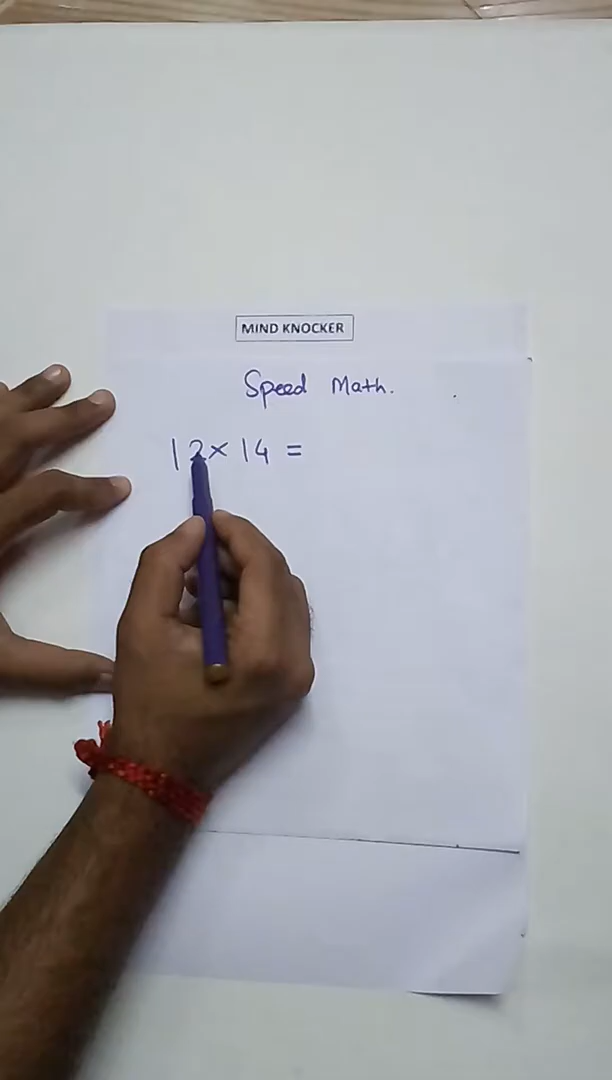 MIND KNOCKER
Speed Math.
12 × 14 =